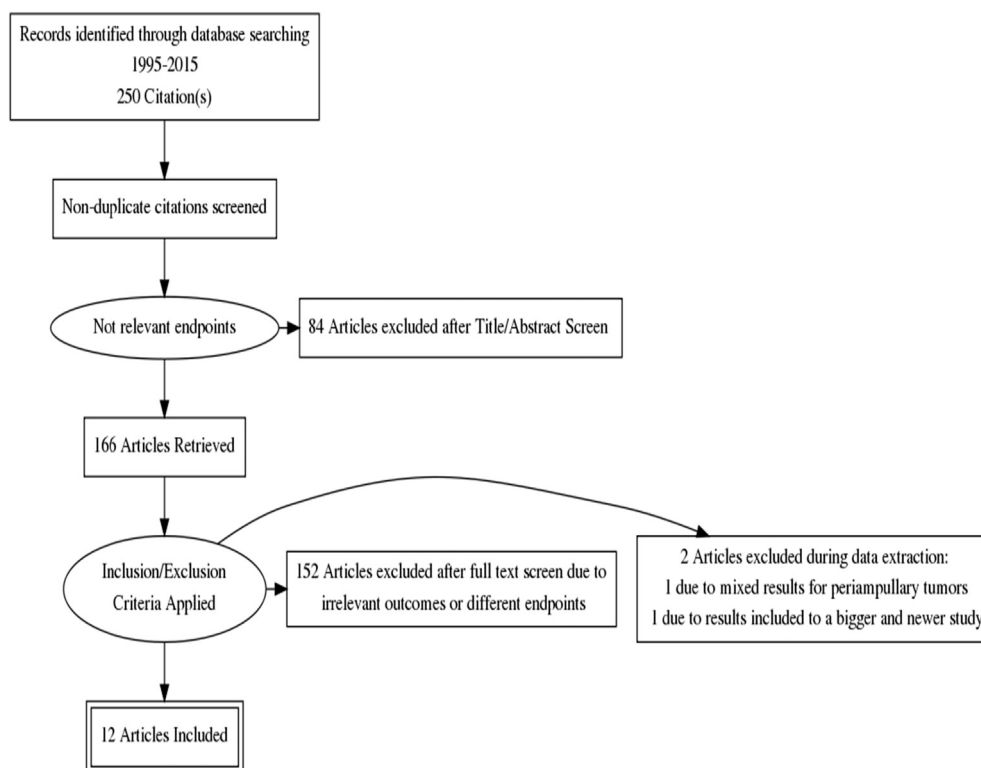 Records identified through database searching
1995-2015
250 Citation(s)
Non-duplicate citations screened
Not relevant endpoints
84 Articles excluded after Title/Abstract Screen
166 Articles Retrieved
Inclusion/Exclusion
Criteria Applied
152 Articles excluded after full text screen due to
irrelevant outcomes or different endpoints
2 Articles excluded during data extraction:
1 due to mixed results for periampullary tumors
1 due to results included to a bigger and newer study
12 Articles Included